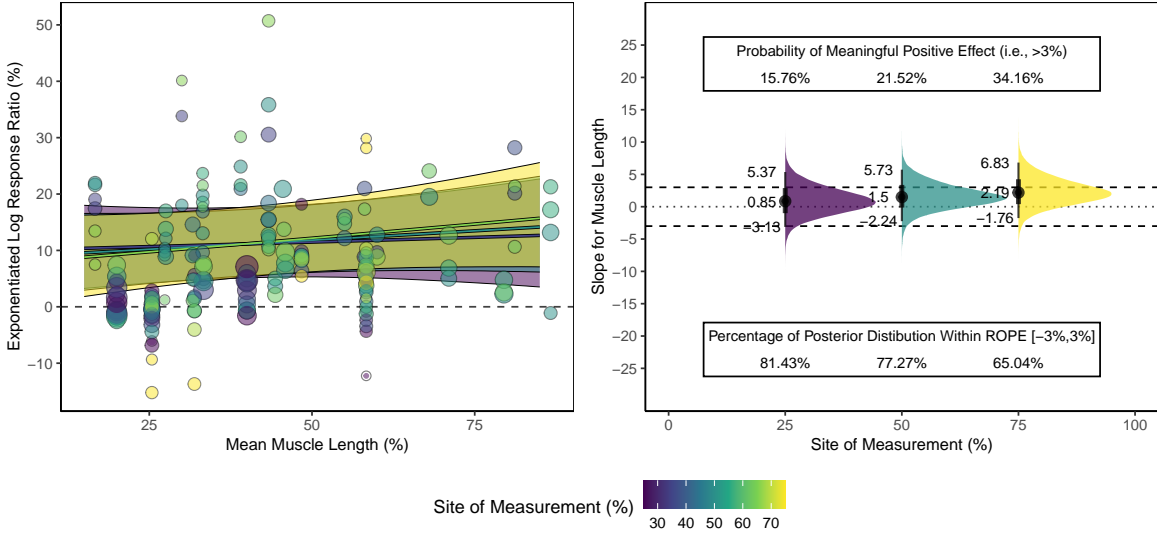 50
40
30
20
10
0
−10
Exponentiated Log Response Ratio (%)
25
50
75
Mean Muscle Length (%)
25
20
15
10
5
0
−5
−10
−15
−20
−25
Slope for Muscle Length
Probability of Meaningful Positive Effect (i.e., >3%)
15.76% 21.52% 34.16%
5.37
0.85
−3.13
5.73
1.5
−2.24
6.83
2.19
−1.76
Percentage of Posterior Distibution Within ROPE [−3%,3%]
81.43% 77.27% 65.04%
0 25 50 75 100
Site of Measurement (%)
Site of Measurement (%)
30 40 50 60 70